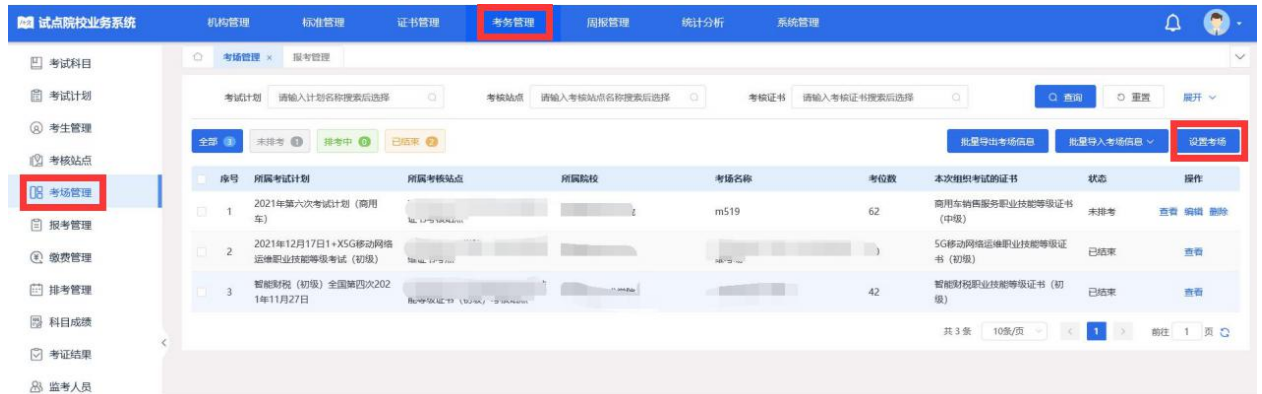 试点院校业务系统 机构管理 标准管理 证书管理 考务管理 周报管理 统计分析 系统管理
考试科目
考试计划
考生管理
考核站点
考场管理
报考管理
缴费管理
排考管理
科目成绩
考证结果
监考人员
考场管理 × 报考管理
考试计划 请输入计划名称搜索后选择 考核站点 请输入考核站点名称搜索后选择 考核证书 请输入考核证书搜索后选择 查询 重置 展开
全部 3 未排考 1 排考中 0 已结束 2 批量导出考场信息 批量导入考场信息 设置考场
序号 所属考试计划 所属考核站点 所属院校 考场名称 考位数 本次组织考试的证书 状态 操作
1 2021年第六次考试计划（商用
车） m519 62 商用车销售服务职业技能等级证书
（中级） 未排考 查看 编辑 删除
2 2021年12月17日1+X5G移动网络
运维职业技能等级考试（初级） 5G移动网络运维职业技能等级证
书（初级） 已结束 查看
3 智能财税（初级）全国第四次202
1年11月27日 42 智能财税职业技能等级证书（初
级） 已结束 查看
共 3 条 10条/页 < 1 > 前往 1 页